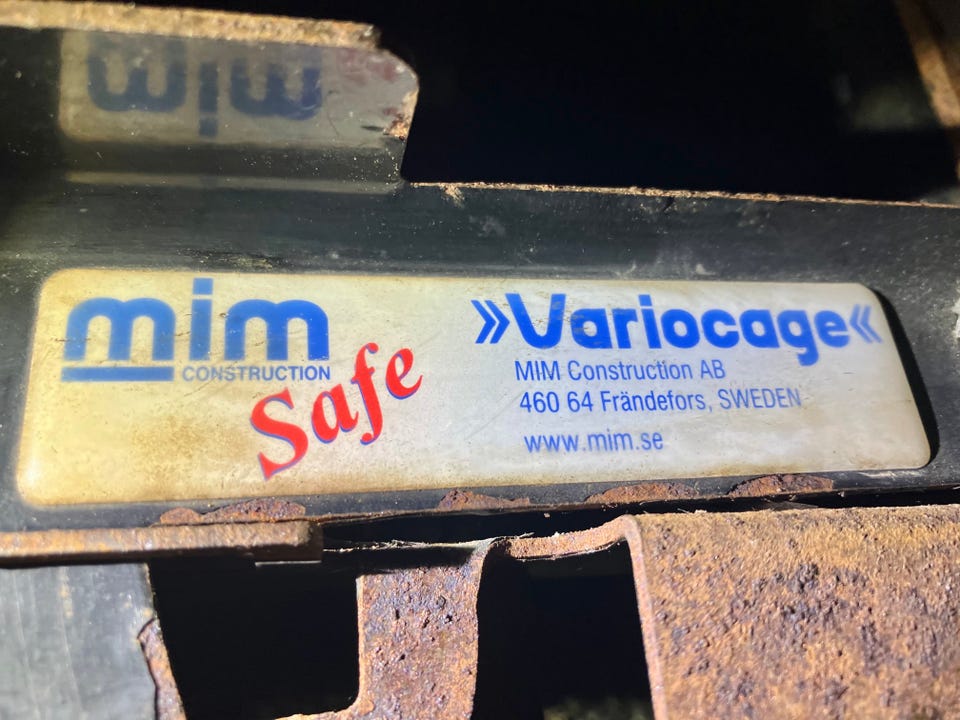 mim
mim
CONSTRUCTION
Safe
»Variocage«
MIM Construction AB
460 64 Frändefors, SWEDEN
www.mim.se